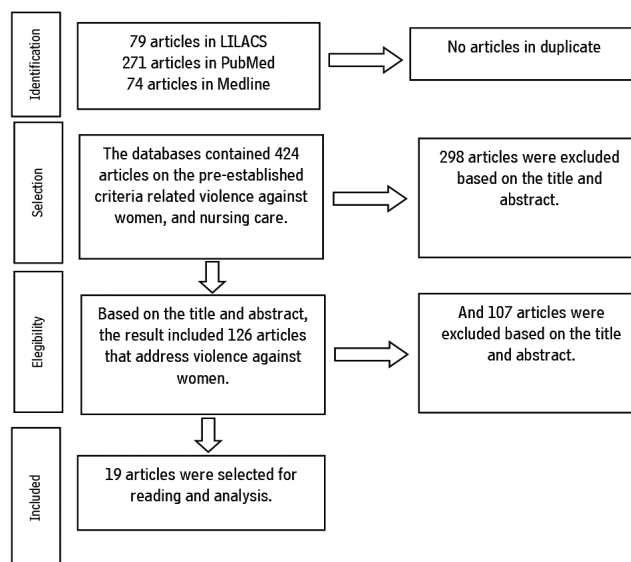 Identification
79 articles in LILACS
271 articles in PubMed
74 articles in Medline
No articles in duplicate
Selection
The databases contained 424
articles on the pre-established
criteria related violence against
women, and nursing care.
298 articles were excluded
based on the title and
abstract.
Elegibility
Based on the title and abstract,
the result included 126 articles
that address violence against
women.
And 107 articles were
excluded based on the title
and abstract.
Included
19 articles were selected for
reading and analysis.